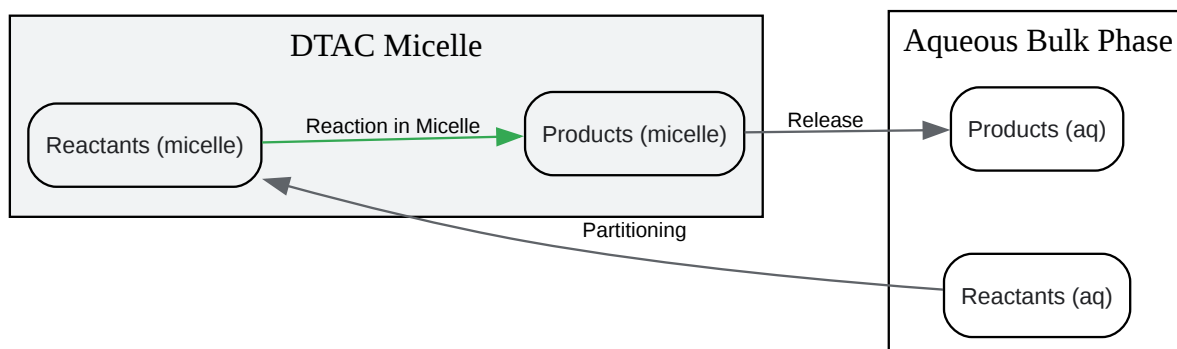 DTAC Micelle
Aqueous Bulk Phase
Reactants (micelle)
Reaction in Micelle
Products (micelle)
Release
Products (aq)
Partitioning
Reactants (aq)